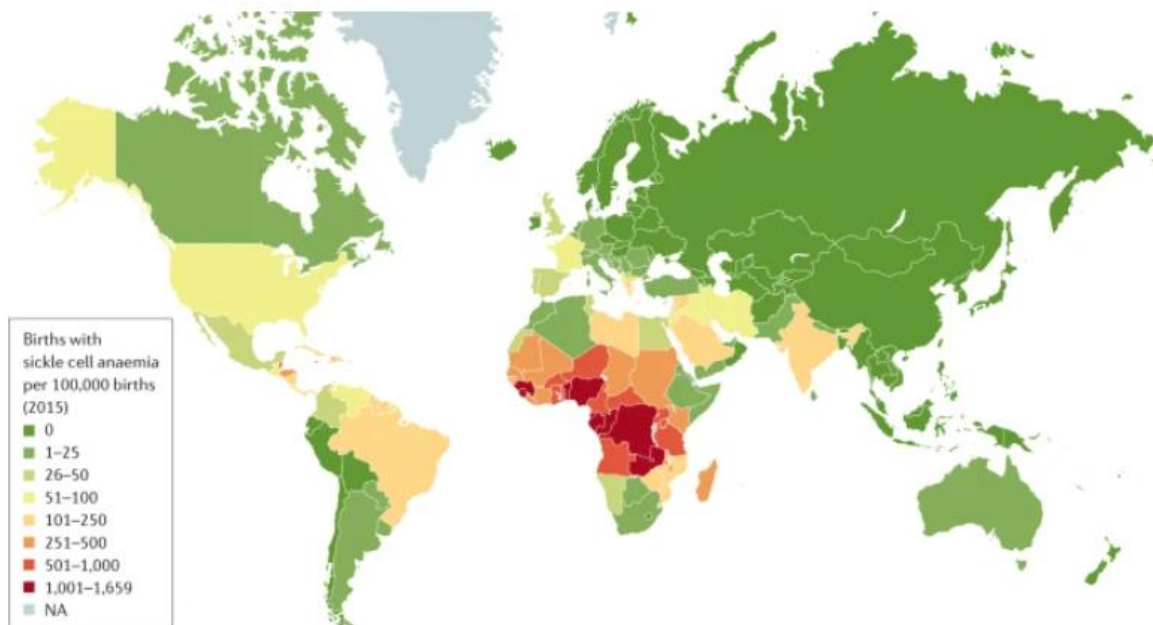 Births with
sickle cell anaemia
per 100,000 births
(2015)
0
1–25
26–50
51–100
101–250
251–500
501–1,000
1,001–1,659
NA